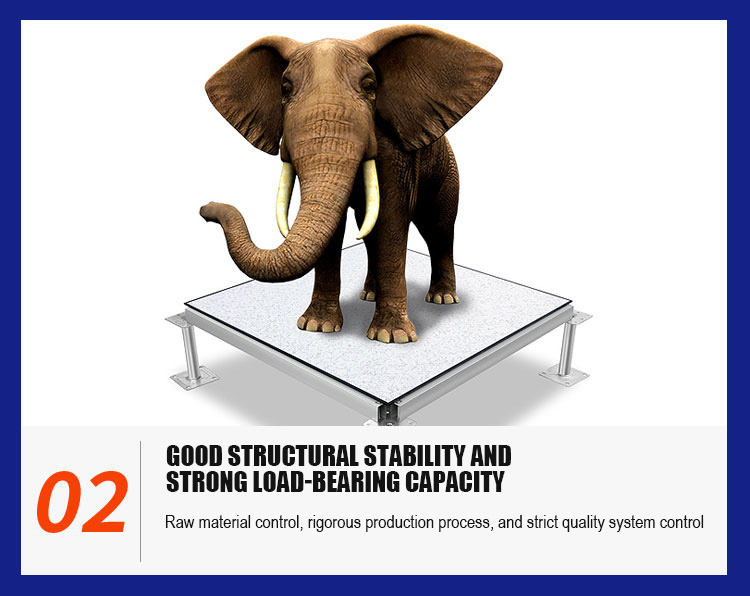 02
GOOD STRUCTURAL STABILITY AND
STRONG LOAD-BEARING CAPACITY
Raw material control, rigorous production process, and strict quality system control